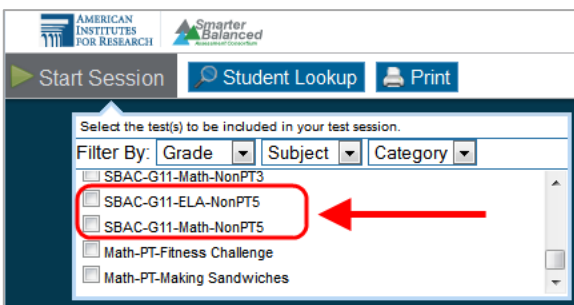 AMERICAN
INSTITUTES
FOR RESEARCH
Smarter
Balanced
Assessment Consortium
Start Session
Student Lookup
Print
Select the test(s) to be included in your test session.
Filter By: Grade Subject Category
SBAC-G11-Math-NonPT3
SBAC-G11-ELA-NonPT5
SBAC-G11-Math-NonPT5
Math-PT-Fitness Challenge
Math-PT-Making Sandwiches